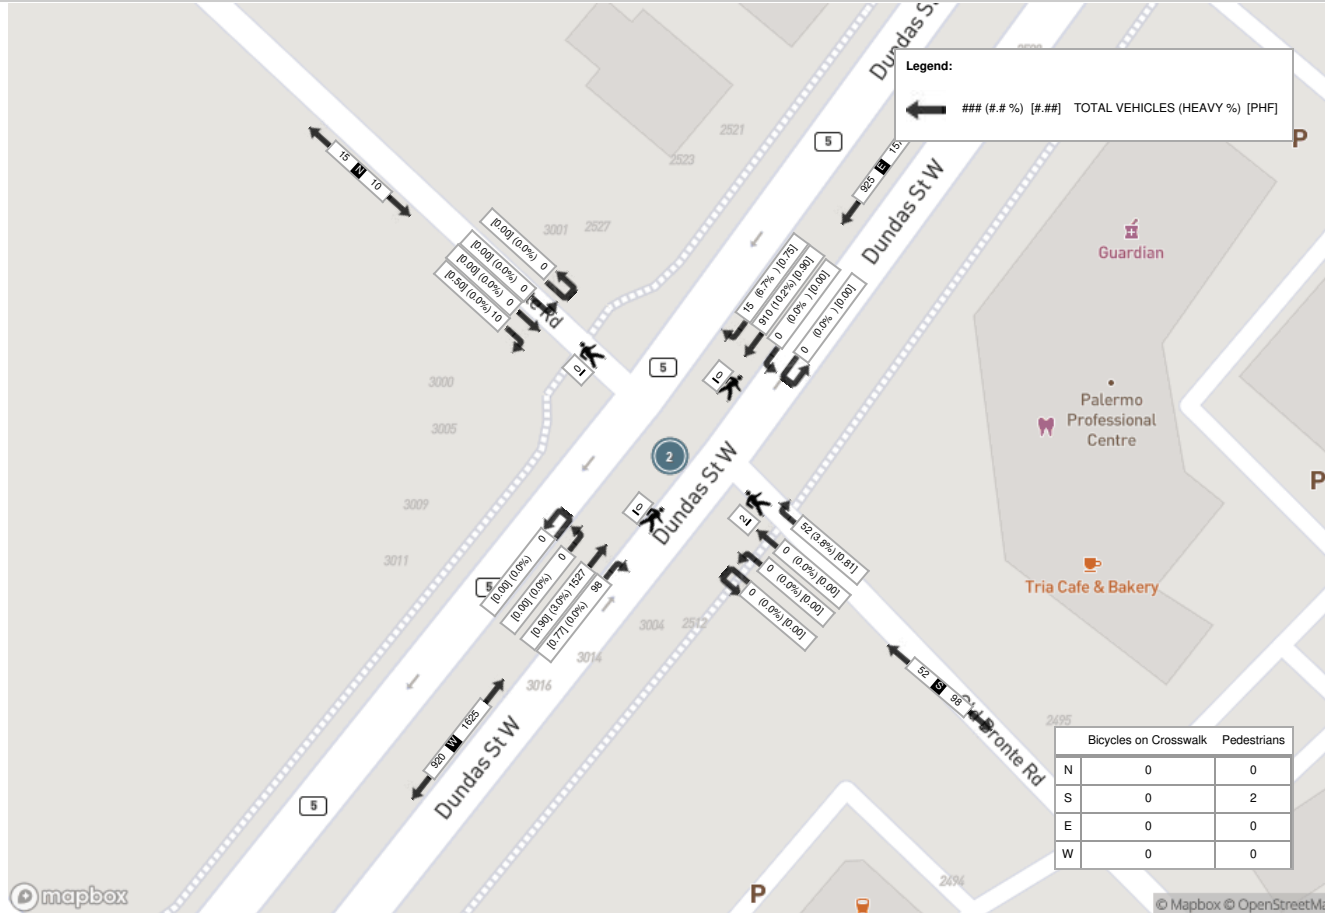 Dundas St
Legend:
### (#.# %) [#.##] TOTAL VEHICLES (HEAVY %) [PHF]
P
5
2521
2523
15 N 10
925 E
Dundas St W
3001
2527
Guardian
[0.00] (0.0%) 0
[0.00] (0.0%) 0
[0.00] (0.0%) 0
[0.50] (0.0%) 10
Rd
15 (6.7% ) [0.75]
910 (10.2%) [0.90]
0 (0.0% ) [0.00]
0 (0.0% ) [0.00]
0
5
0
3000
Palermo
Professional
Centre
3005
2
P
Dundas St W
3009
0
2
3011
5
[0.00] (0.0%) 0
[0.00] (0.0%) 0
[0.90] (3.0%) 1527
[0.77] (0.0%) 98
52 (3.8%) [0.81]
0 (0.0%) [0.00]
0 (0.0%) [0.00]
0 (0.0%) [0.00]
Tria Cafe & Bakery
3004
2512
3014
3016
52 S 98
920 W 1625
2495
Bronte Rd
Dundas St W
5
Bicycles on Crosswalk Pedestrians
N 0 0
S 0 2
E 0 0
W 0 0
2494
P
mapbox
© Mapbox © OpenStreetMa